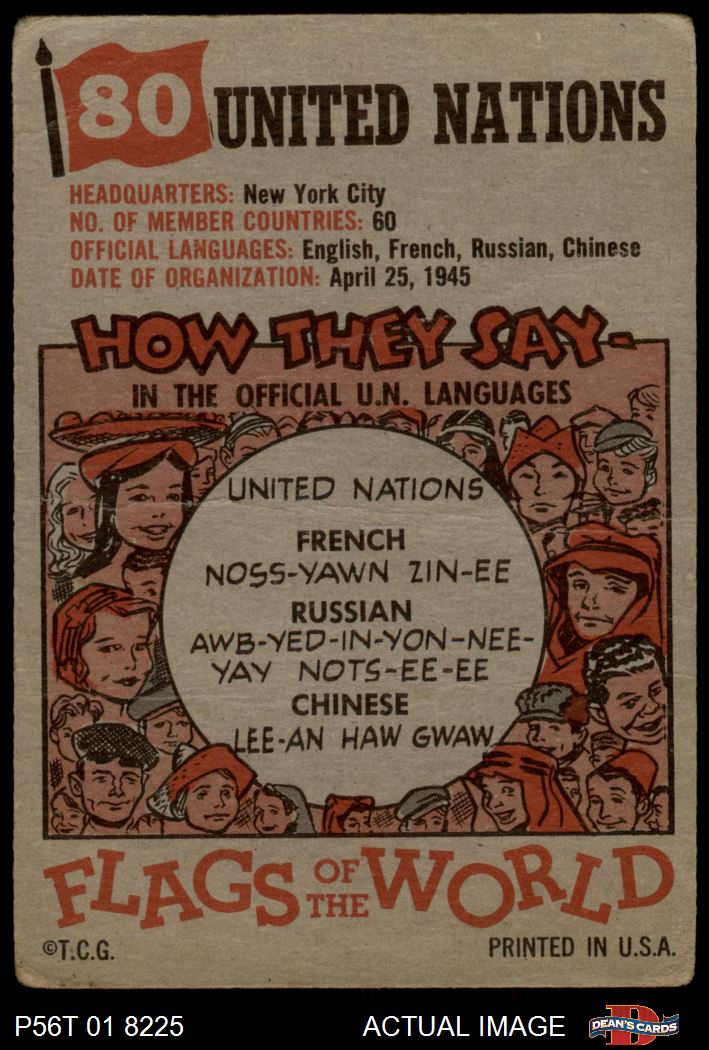 80
UNITED NATIONS
HEADQUARTERS: New York City
NO. OF MEMBER COUNTRIES: 60
OFFICIAL LANGUAGES: English, French, Russian, Chinese
DATE OF ORGANIZATION: April 25, 1945
HOW THEY SAY-
IN THE OFFICIAL U.N. LANGUAGES
UNITED NATIONS
FRENCH
NOSS-YAWN ZIN-EE
RUSSIAN
AWB-YED-IN-YON-NEE-
YAY NOTS-EE-EE
CHINESE
LEE-AN HAW GWAW
FLAGS OF THE WORLD
©T.C.G.
PRINTED IN U.S.A.
P56T 01 8225
ACTUAL IMAGE
D
DEAN'S CARDS